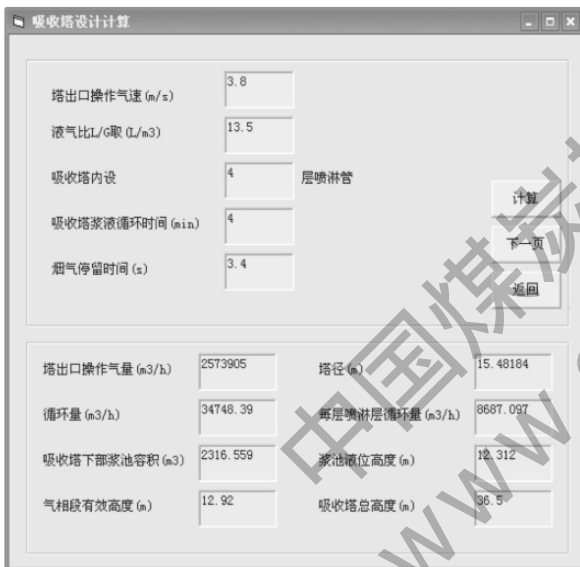 吸收塔设计计算
塔出口操作气速(m/s) 3.8
液气比L/G取(L/m3) 13.5
吸收塔内设 4 层喷淋管
吸收塔浆液循环时间(min) 4
烟气停留时间(s) 3.4
计算
下一页
返回
塔出口操作气量(m3/h) 2573905 塔径(m) 15.48184
循环量(m3/h) 34748.39 每层喷淋层循环量(m3/h) 8687.097
吸收塔下部浆池容积(m3) 2316.559 浆池液位高度(m) 12.312
气相段有效高度(m) 12.92 吸收塔总高度(m) 36.5
中国煤炭
www.